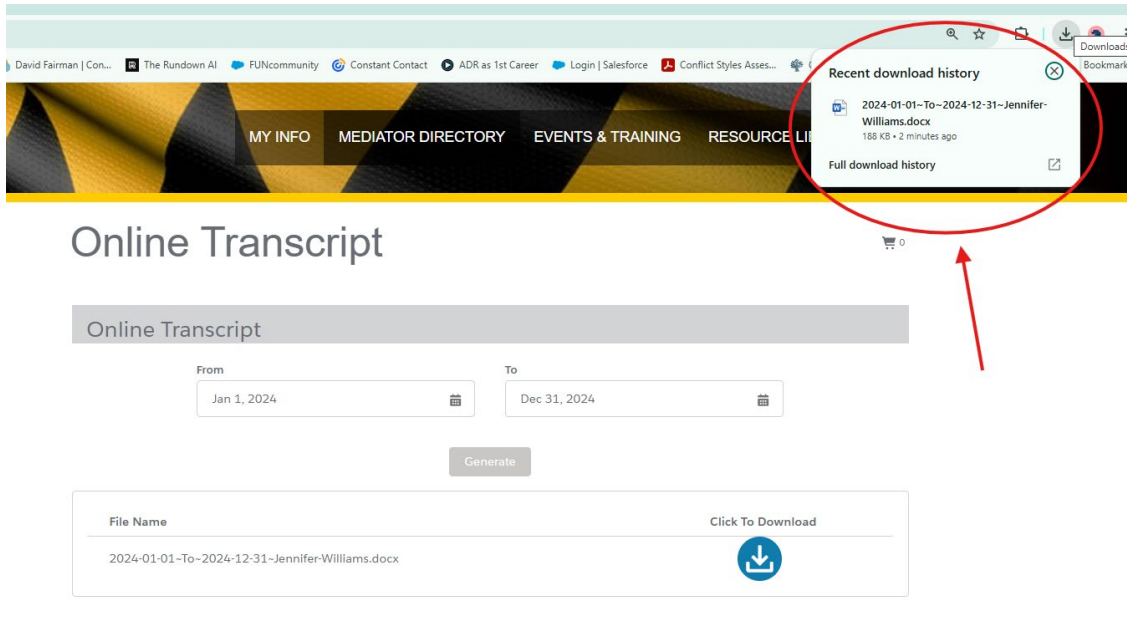 Downloads
David Fairman | Con... The Rundown AI FUNcommunity Constant Contact ADR as 1st Career Login | Salesforce Conflict Styles Asses... Bookmark
Recent download history
2024-01-01~To~2024-12-31~Jennifer-
Williams.docx
188 KB • 2 minutes ago
Full download history
MY INFO MEDIATOR DIRECTORY EVENTS & TRAINING RESOURCE LI
Online Transcript
0
Online Transcript
From To
Jan 1, 2024 Dec 31, 2024
Generate
File Name Click To Download
2024-01-01~To~2024-12-31~Jennifer-Williams.docx